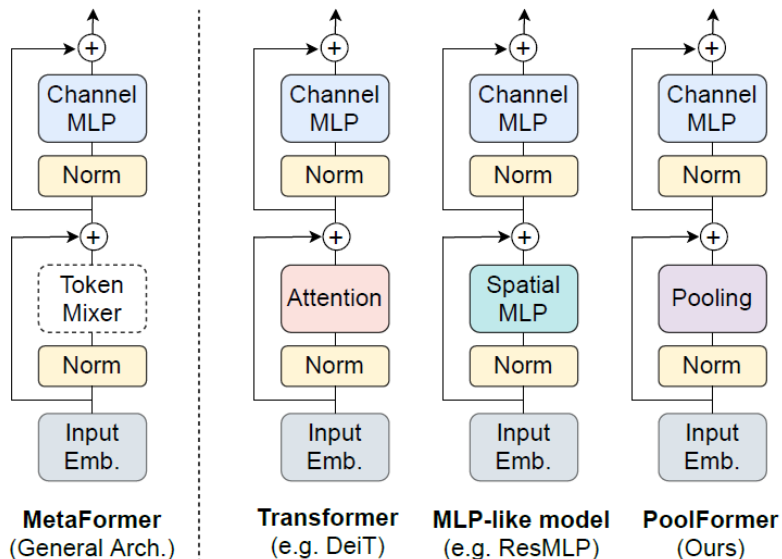 +
Channel
MLP
Norm
+
Token
Mixer
Norm
Input
Emb.
MetaFormer
(General Arch.)
+
Channel
MLP
Norm
+
Attention
Norm
Input
Emb.
Transformer
(e.g. DeiT)
+
Channel
MLP
Norm
+
Spatial
MLP
Norm
Input
Emb.
MLP-like model
(e.g. ResMLP)
+
Channel
MLP
Norm
+
Pooling
Norm
Input
Emb.
PoolFormer
(Ours)